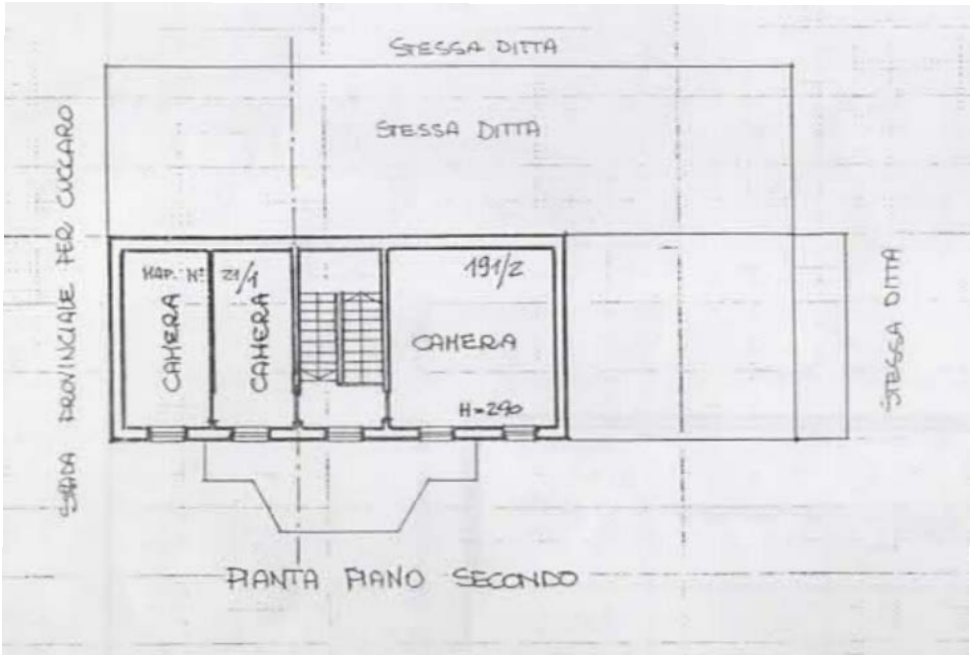 STESSA DITTA
STESSA DITTA
STRADA PROVINCIALE PER CUCCARO
MAP. N° 21/1
191/2
CAMERA
CAMERA
CAMERA
H=290
STESSA DITTA
PIANTA PIANO SECONDO